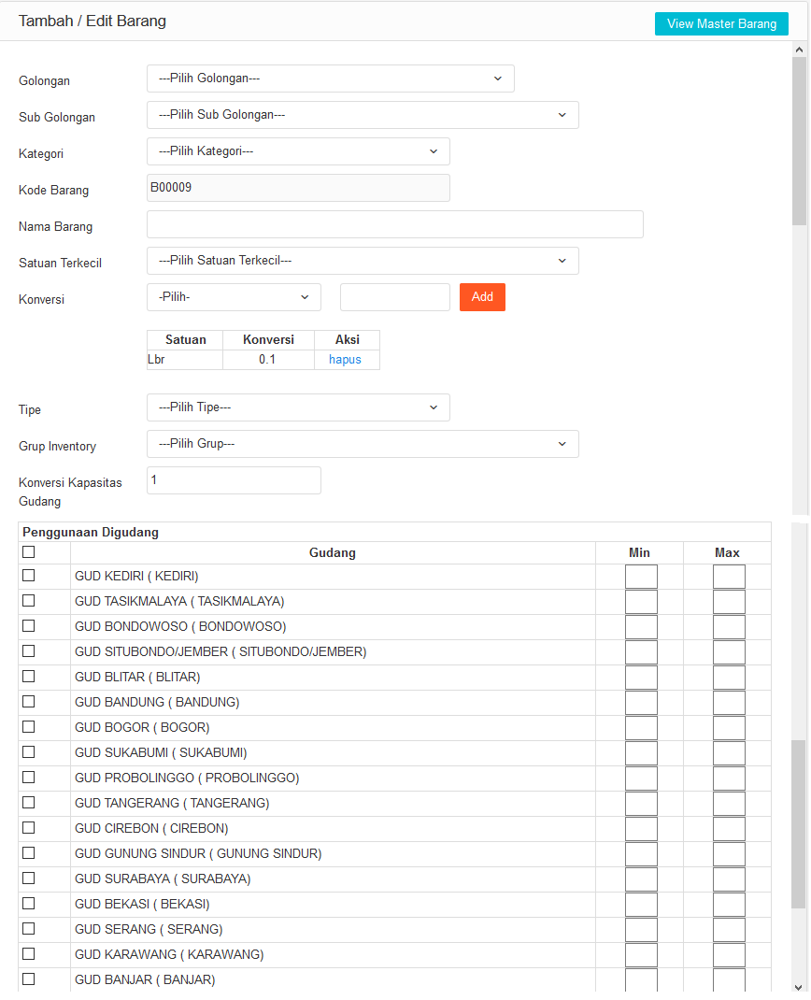 Tambah / Edit Barang
View Master Barang
Golongan
---Pilih Golongan---
Sub Golongan
---Pilih Sub Golongan---
Kategori
---Pilih Kategori---
Kode Barang
B00009
Nama Barang
Satuan Terkecil
---Pilih Satuan Terkecil---
Konversi
-Pilih-
Add
Satuan Konversi Aksi
Lbr 0.1 hapus
Tipe
---Pilih Tipe---
Grup Inventory
---Pilih Grup---
Konversi Kapasitas
Gudang
1
Penggunaan Digudang
Gudang Min Max
GUD KEDIRI ( KEDIRI)
GUD TASIKMALAYA ( TASIKMALAYA)
GUD BONDOWOSO ( BONDOWOSO)
GUD SITUBONDO/JEMBER ( SITUBONDO/JEMBER)
GUD BLITAR ( BLITAR)
GUD BANDUNG ( BANDUNG)
GUD BOGOR ( BOGOR)
GUD SUKABUMI ( SUKABUMI)
GUD PROBOLINGGO ( PROBOLINGGO)
GUD TANGERANG ( TANGERANG)
GUD CIREBON ( CIREBON)
GUD GUNUNG SINDUR ( GUNUNG SINDUR)
GUD SURABAYA ( SURABAYA)
GUD BEKASI ( BEKASI)
GUD SERANG ( SERANG)
GUD KARAWANG ( KARAWANG)
GUD BANJAR ( BANJAR)